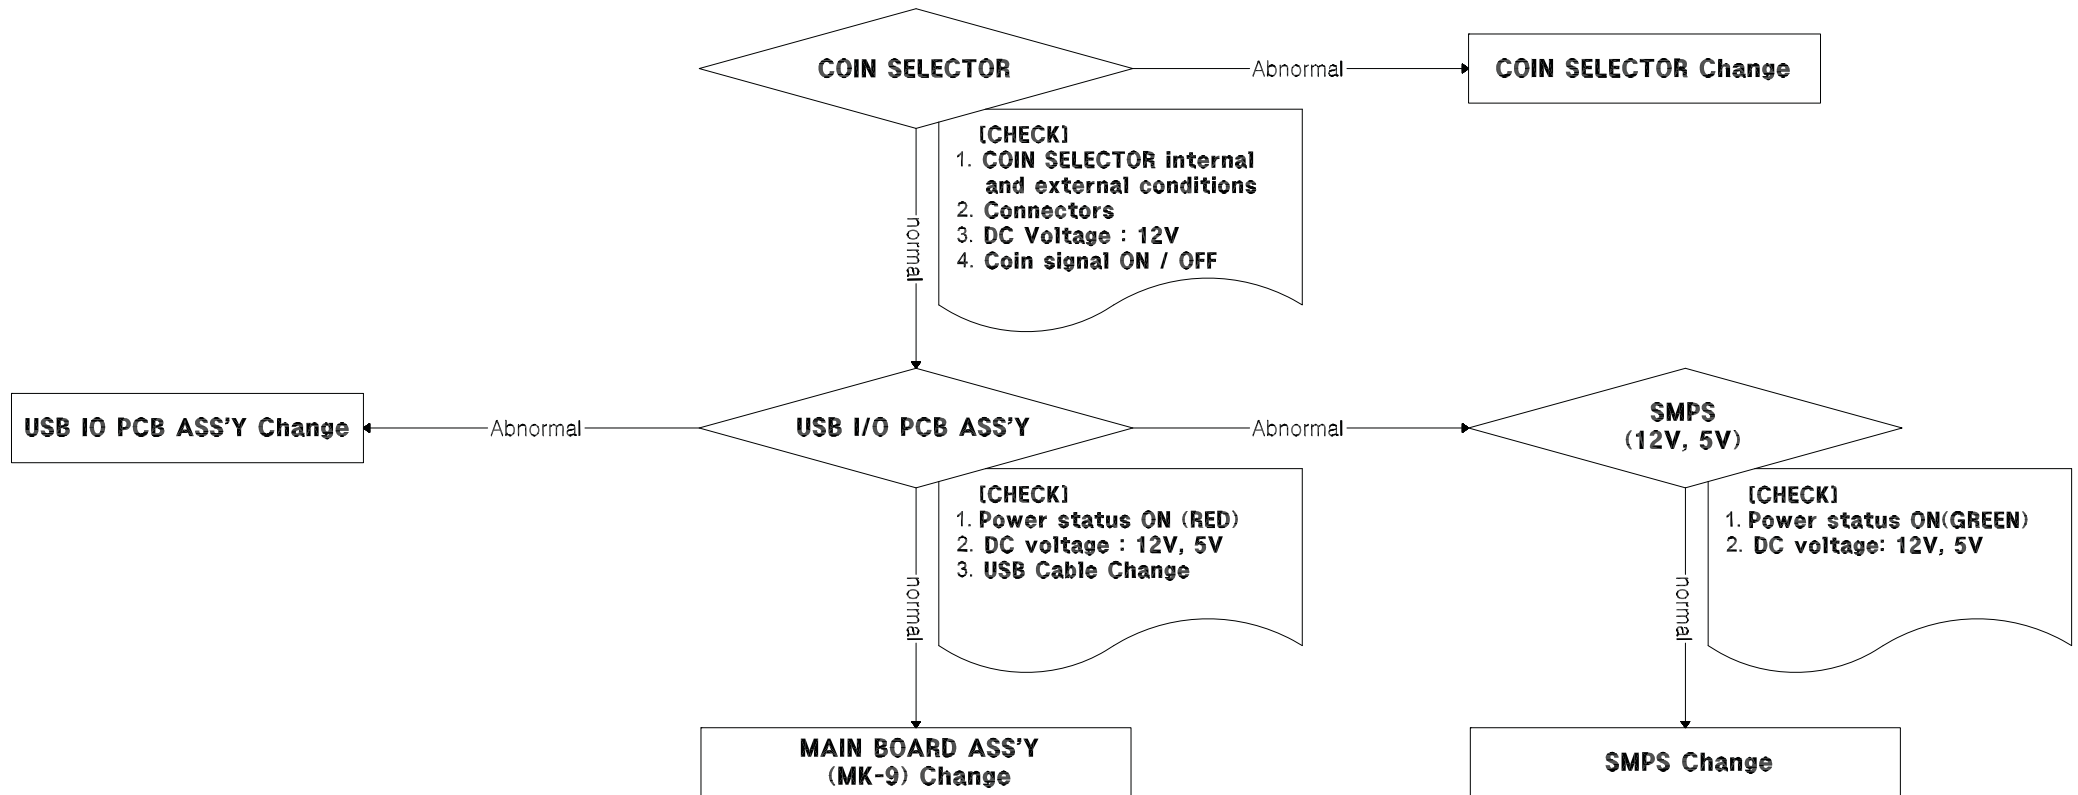 COIN SELECTOR
Abnormal
COIN SELECTOR Change
[CHECK]
1. COIN SELECTOR internal
and external conditions
2. Connectors
3. DC Voltage : 12V
4. Coin signal ON / OFF
normal
USB IO PCB ASS'Y Change
Abnormal
USB I/O PCB ASS'Y
Abnormal
SMPS
(12V, 5V)
[CHECK]
1. Power status ON (RED)
2. DC voltage : 12V, 5V
3. USB Cable Change
normal
[CHECK]
1. Power status ON(GREEN)
2. DC voltage: 12V, 5V
normal
MAIN BOARD ASS'Y
(MK-9) Change
SMPS Change